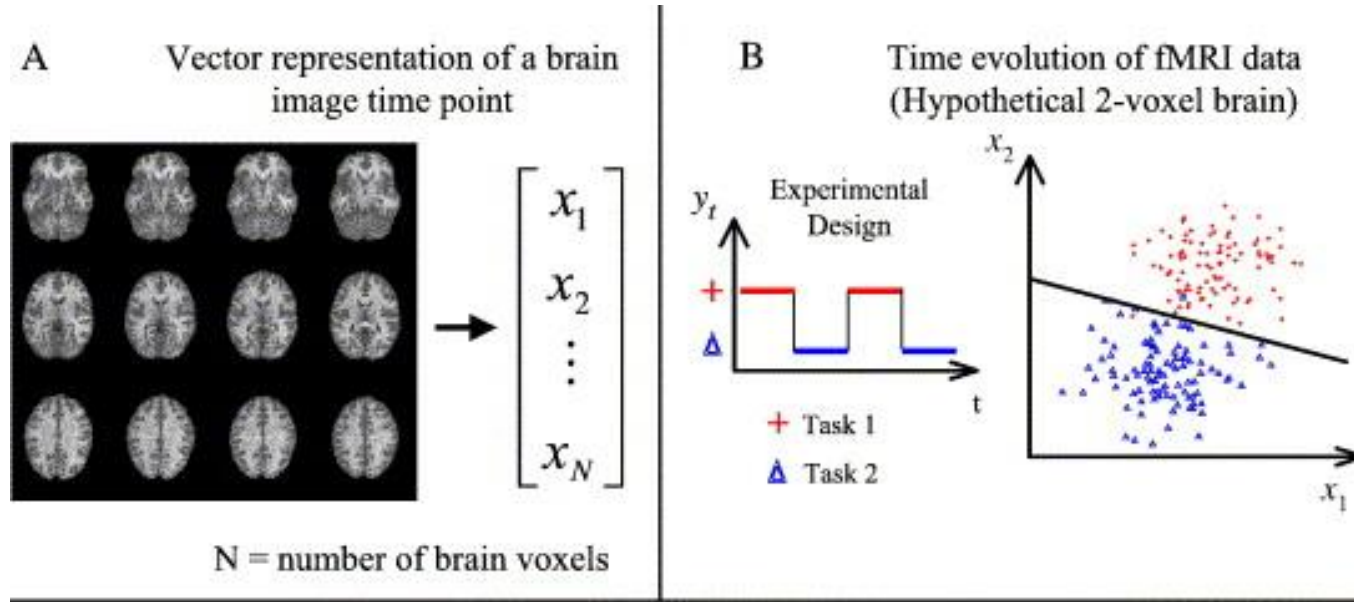 A
Vector representation of a brain
image time point
x1
x2
⋮
xN
N = number of brain voxels
B
Time evolution of fMRI data
(Hypothetical 2-voxel brain)
yt
Experimental
Design
+
Δ
t
+ Task 1
Δ Task 2
x2
x1